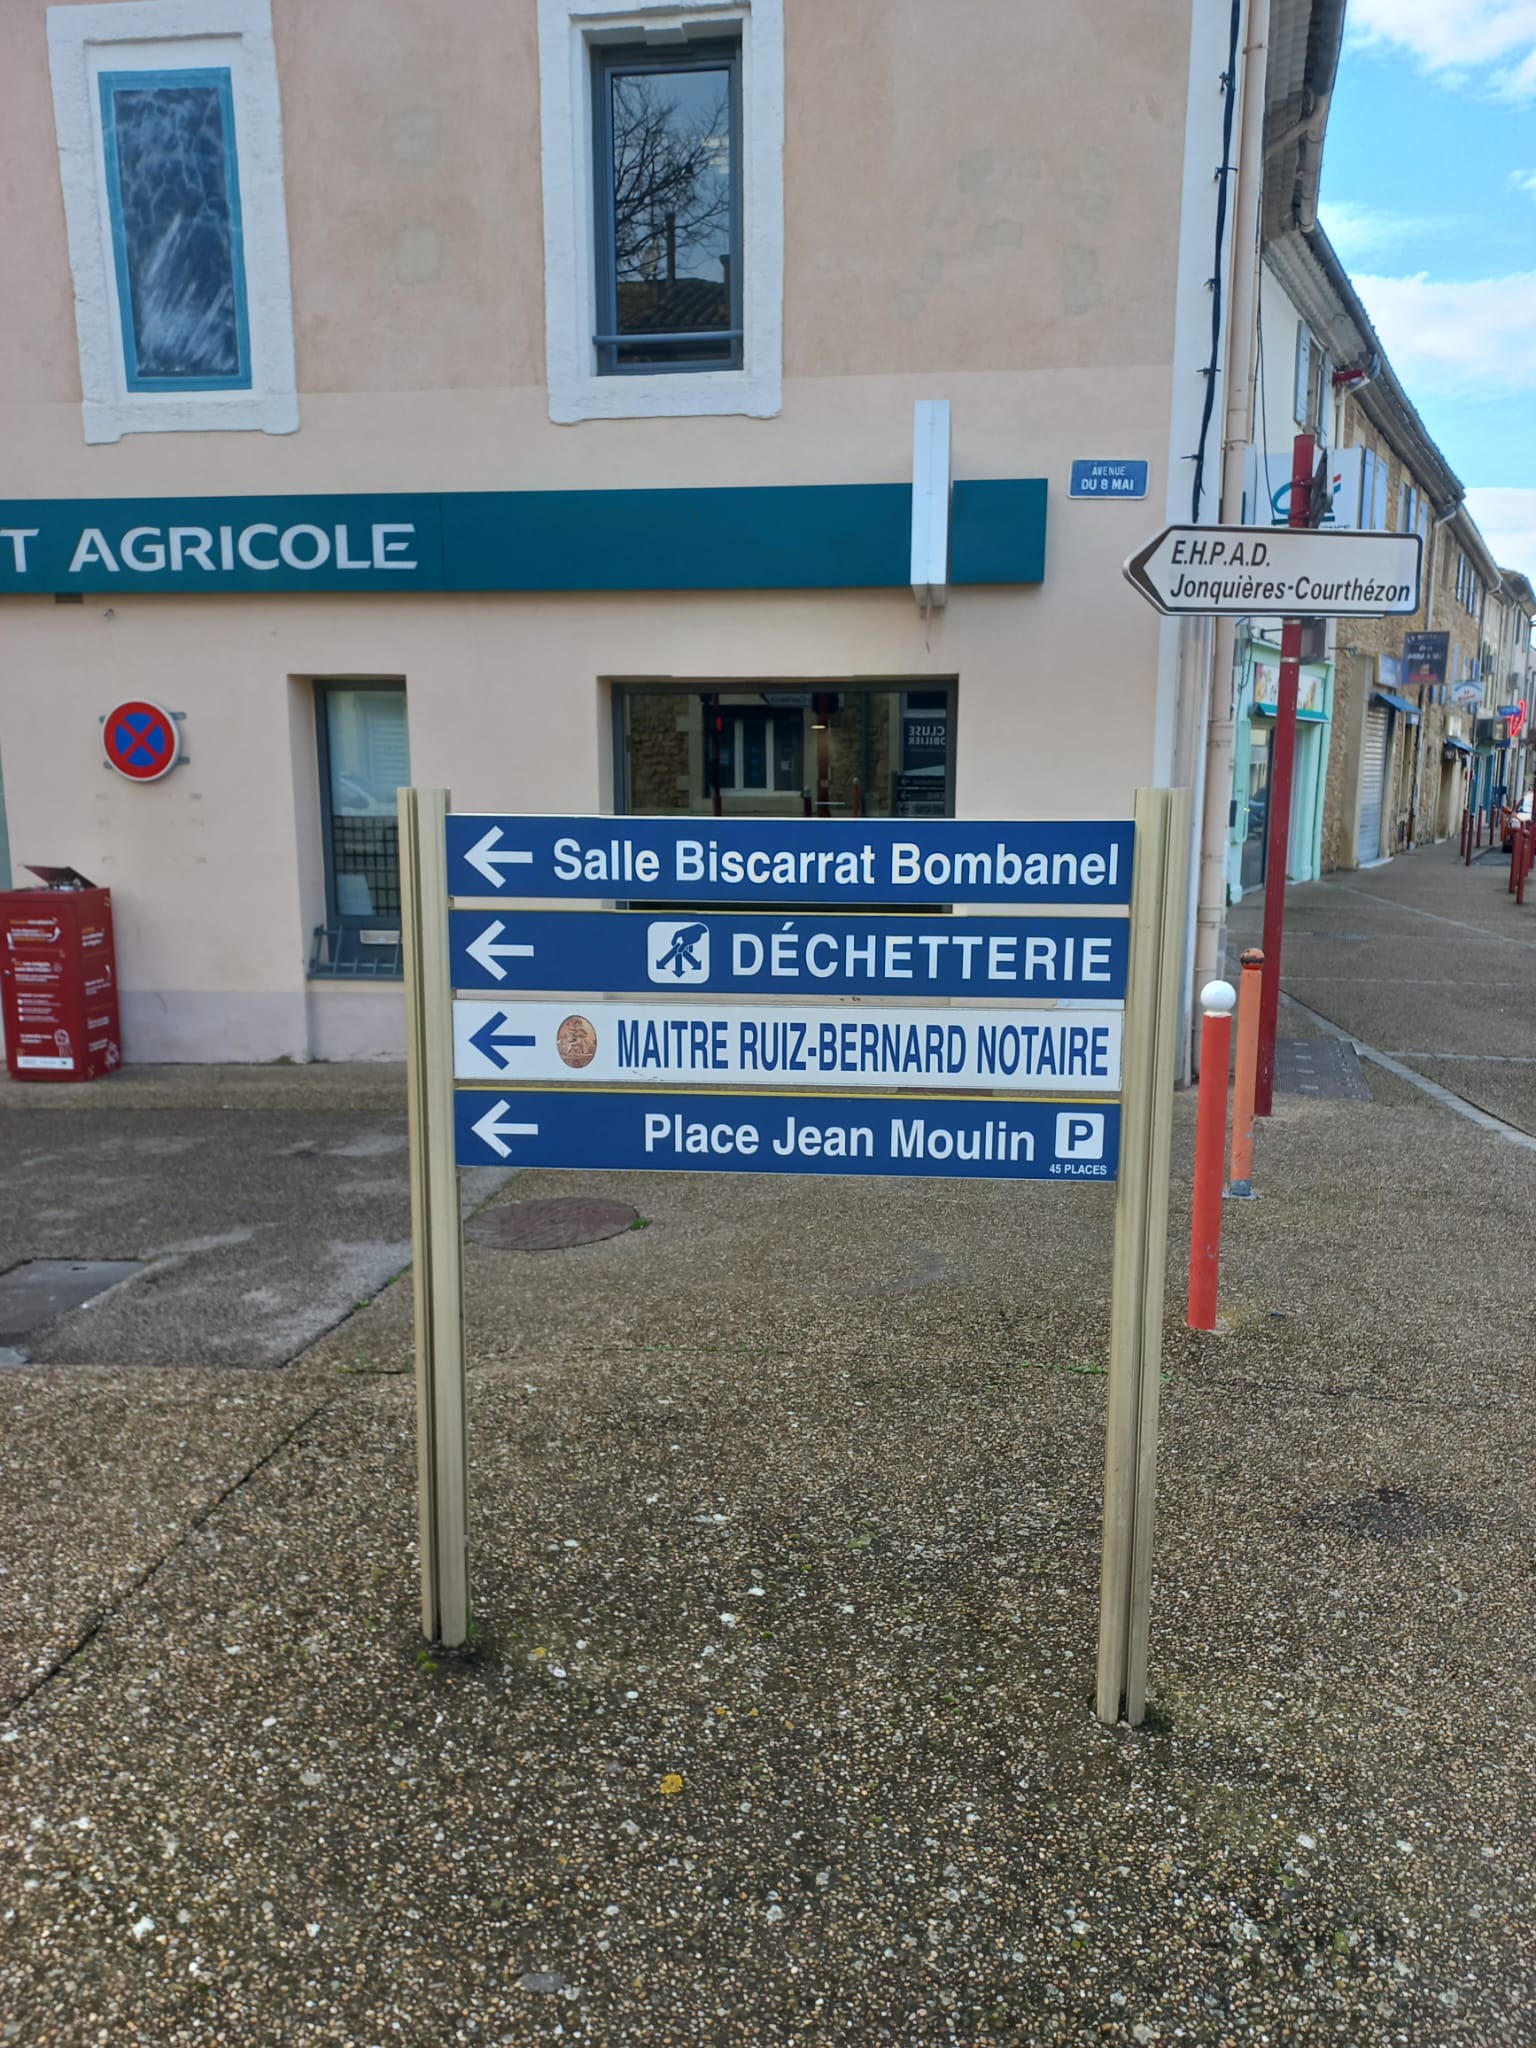 T AGRICOLE
AVENUE
DU 8 MAI
E.H.P.A.D.
Jonquières-Courthézon
Salle Biscarrat Bombanel
DÉCHETTERIE
MAITRE RUIZ-BERNARD NOTAIRE
Place Jean Moulin P
45 PLACES